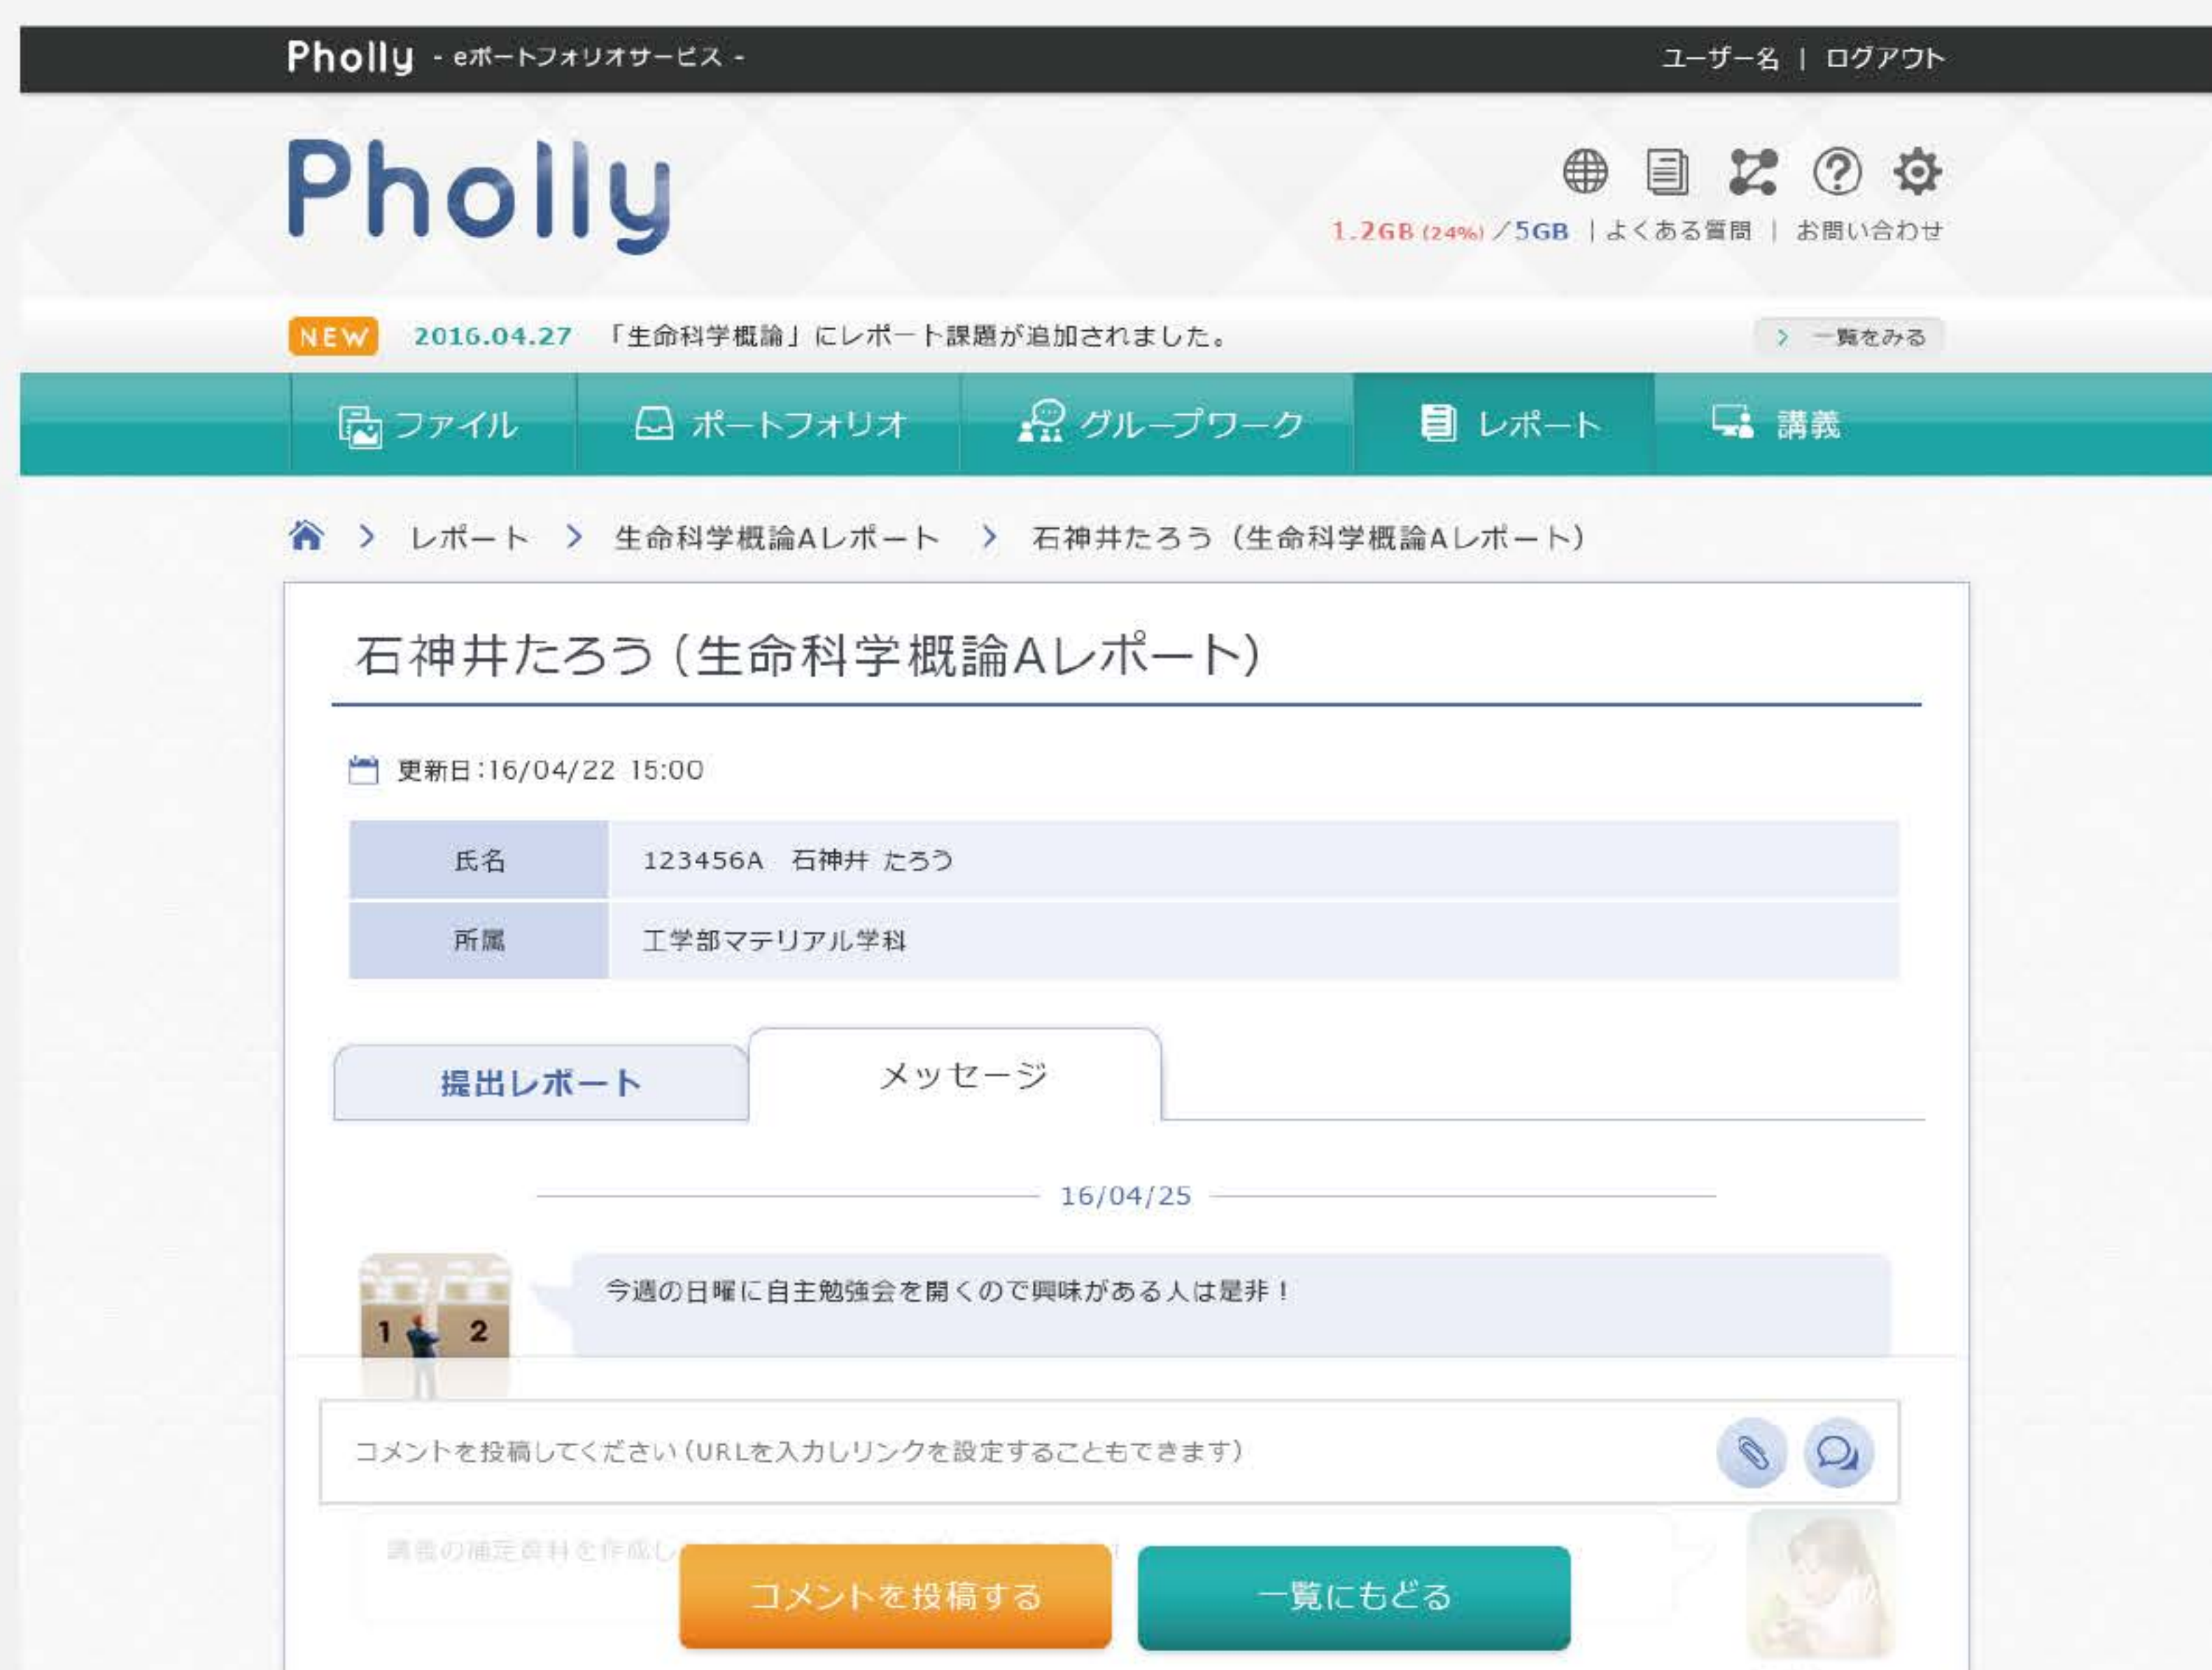 Pholly - eポートフォリオサービス -
ユーザー名 | ログアウト
Pholly
1.2GB (24%) / 5GB | よくある質問 | お問い合わせ
NEW 2016.04.27 「生命科学概論」にレポート課題が追加されました。
> 一覧をみる
ファイル ポートフォリオ グループワーク レポート 講義
> レポート > 生命科学概論Aレポート > 石神井たろう（生命科学概論Aレポート）
石神井たろう（生命科学概論Aレポート）
更新日：16/04/22 15:00
氏名 123456A 石神井 たろう
所属 工学部マテリアル学科
提出レポート メッセージ
16/04/25
今週の日曜に自主勉強会を開くので興味がある人は是非！
1 2
コメントを投稿してください（URLを入力しリンクを設定することもできます）
を作成し
コメントを投稿する 一覧にもどる